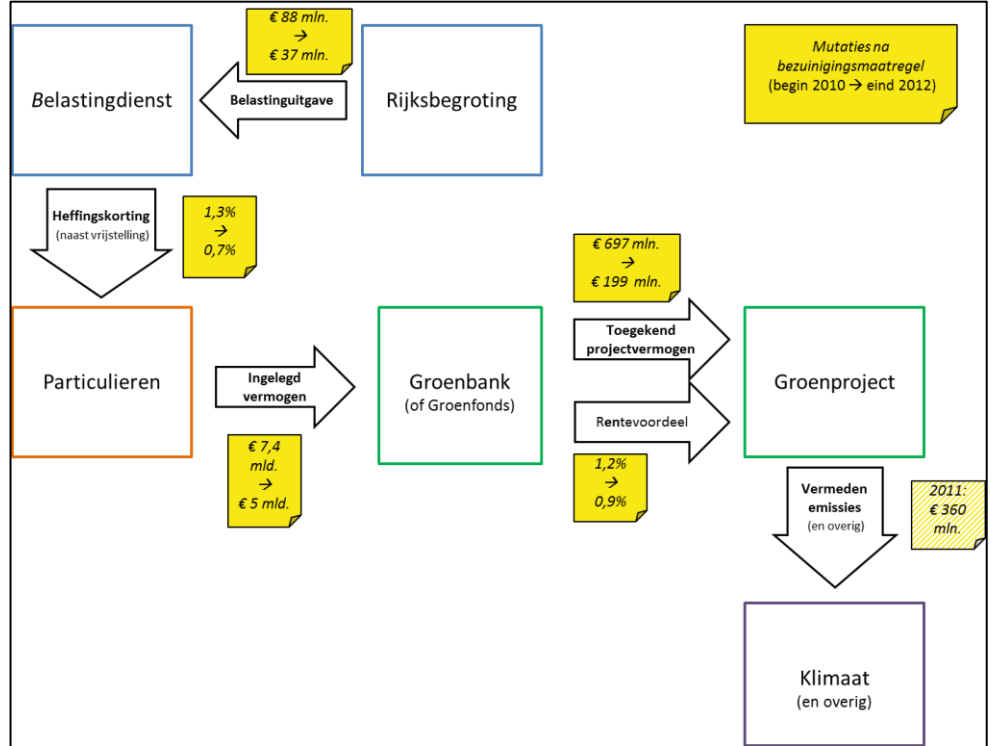 € 88 mln.
→
€ 37 mln.
Mutaties na
bezuinigingsmaatregel
(begin 2010 → eind 2012)
Belastingdienst
Belastinguitgave
Rijksbegroting
Heffingskorting
(naast vrijstelling)
1,3%
→
0,7%
€ 697 mln.
→
€ 199 mln.
Particulieren
Ingelegd
vermogen
Groenbank
(of Groenfonds)
Toegekend
projectvermogen
Rentevoordeel
Groenproject
€ 7,4
mld.
→
€ 5 mld.
1,2%
→
0,9%
Vermeden
emissies
(en overig)
2011:
€ 360
mln.
Klimaat
(en overig)